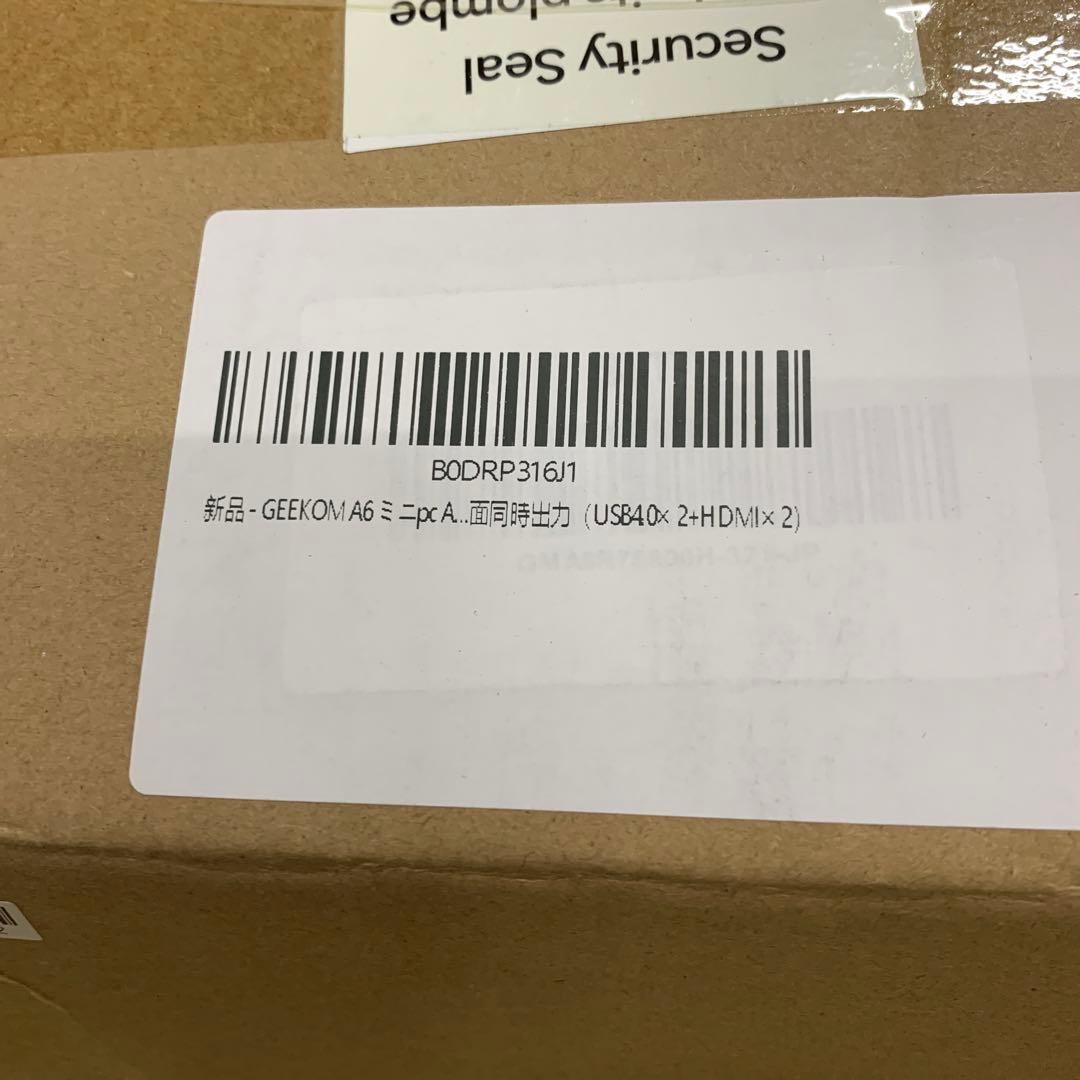 Security Seal
B0DRP316J1
新品 - GEEKOM A6 ミニpc A...面同時出力（USB4.0× 2+HDMI× 2）